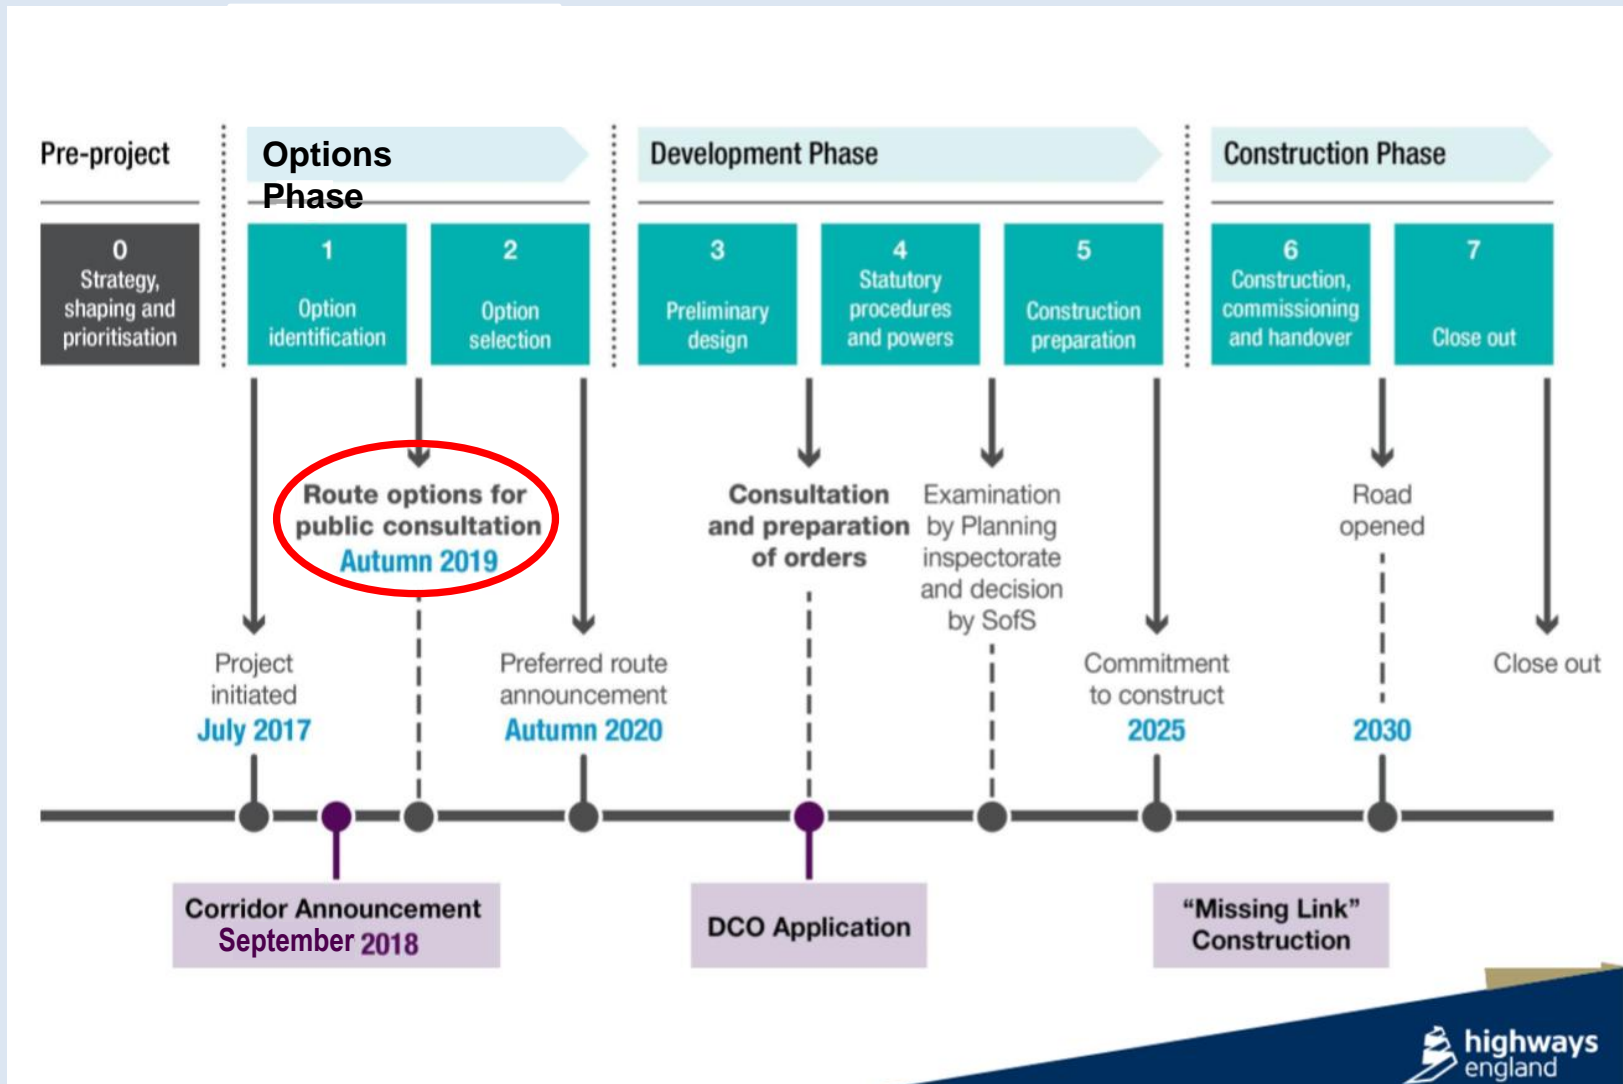 Pre-project
Options
Phase
Development Phase
Construction Phase
0
Strategy,
shaping and
prioritisation
1
Option
identification
2
Option
selection
3
Preliminary
design
4
Statutory
procedures
and powers
5
Construction
preparation
6
Construction,
commissioning
and handover
7
Close out
Route options for
public consultation
Autumn 2019
Consultation
and preparation
of orders
Examination
by Planning
inspectorate
and decision
by SofS
Road
opened
Project
initiated
July 2017
Preferred route
announcement
Autumn 2020
Commitment
to construct
2025
2030
Close out
Corridor Announcement
September 2018
DCO Application
“Missing Link”
Construction
highways
england